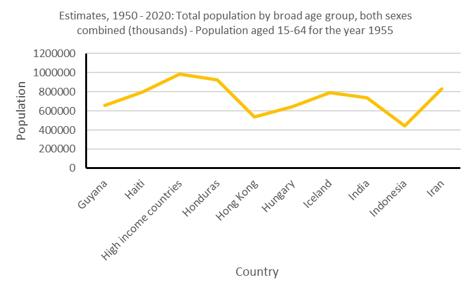 Estimates, 1950 - 2020: Total population by broad age group, both sexes
combined (thousands) - Population aged 15-64 for the year 1955
1200000
1000000
800000
600000
400000
200000
0
Population
Guyana
Haiti
High income countries
Honduras
Hong Kong
Hungary
Iceland
India
Indonesia
Iran
Country